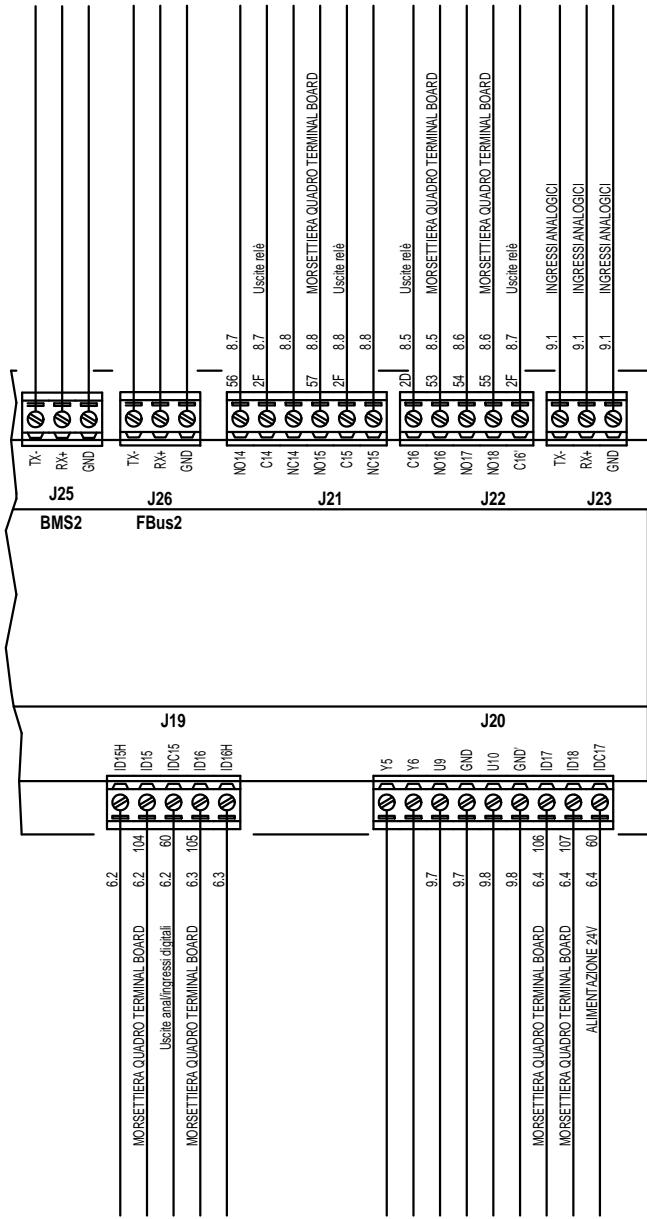 TX-
RX+
GND
J25
BMS2
TX-
RX+
GND
J26
FBus2
NO14 56 8.7
C14 2F 8.7 Uscite relè
NC14 8.8
NO15 57 8.8 MORSETTIERA QUADRO TERMINAL BOARD
C15 2F 8.8 Uscite relè
NC15 8.8
J21
C16 2D 8.5 Uscite relè
NO16 53 8.5 MORSETTIERA QUADRO TERMINAL BOARD
NO17 54 8.6
NO18 55 8.6 MORSETTIERA QUADRO TERMINAL BOARD
C16' 2F 8.7 Uscite relè
J22
TX- 9.1 INGRESSI ANALOGICI
RX+ 9.1 INGRESSI ANALOGICI
GND 9.1 INGRESSI ANALOGICI
J23
J19
6.2 ID15H
MORSETTIERA QUADRO TERMINAL BOARD 6.2 104 ID15
Uscite anal/ingressi digitali 6.2 60 IDC15
MORSETTIERA QUADRO TERMINAL BOARD 6.3 105 ID16
6.3 ID16H
J20
Y5
Y6
9.7 U9
9.7 GND
9.8 U10
9.8 GND'
MORSETTIERA QUADRO TERMINAL BOARD 6.4 106 ID17
MORSETTIERA QUADRO TERMINAL BOARD 6.4 107 ID18
ALIMENTAZIONE 24V 6.4 60 IDC17